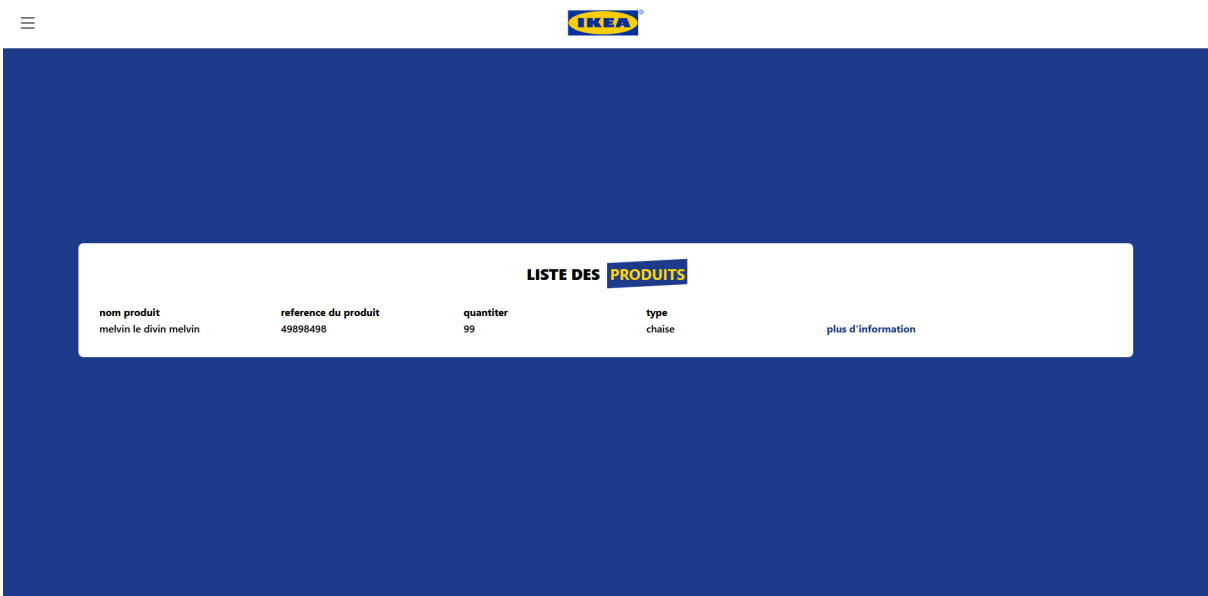 IKEA®
LISTE DES PRODUITS
nom produit reference du produit quantiter type
melvin le divin melvin 49898498 99 chaise plus d'information